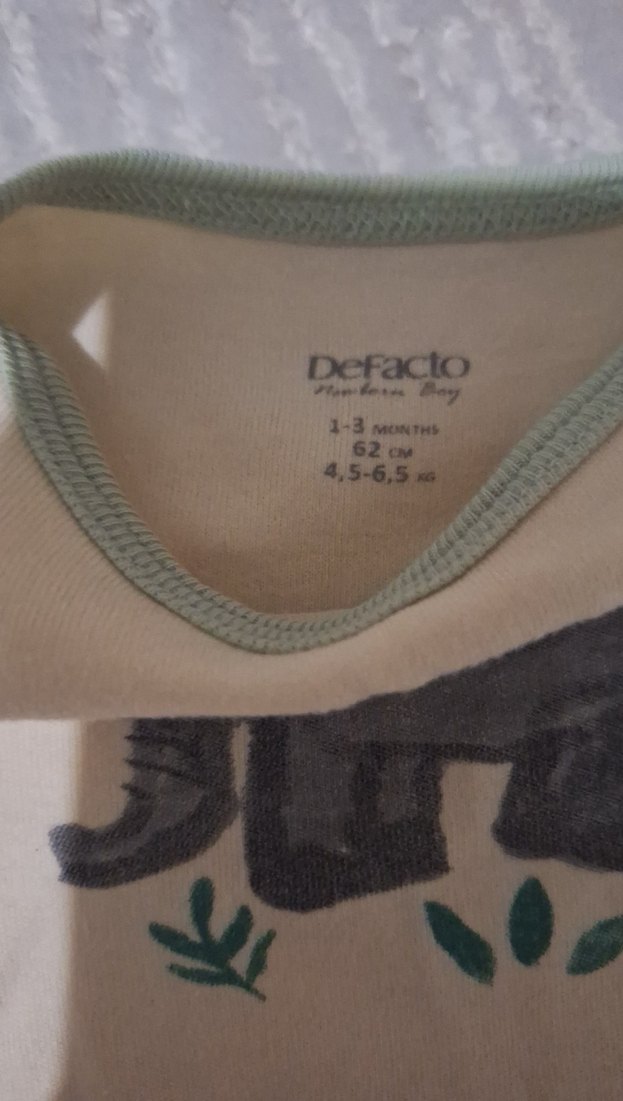 DeFacto
Newborn Boy
1-3 MONTHS
62 CM
4,5-6,5 KG